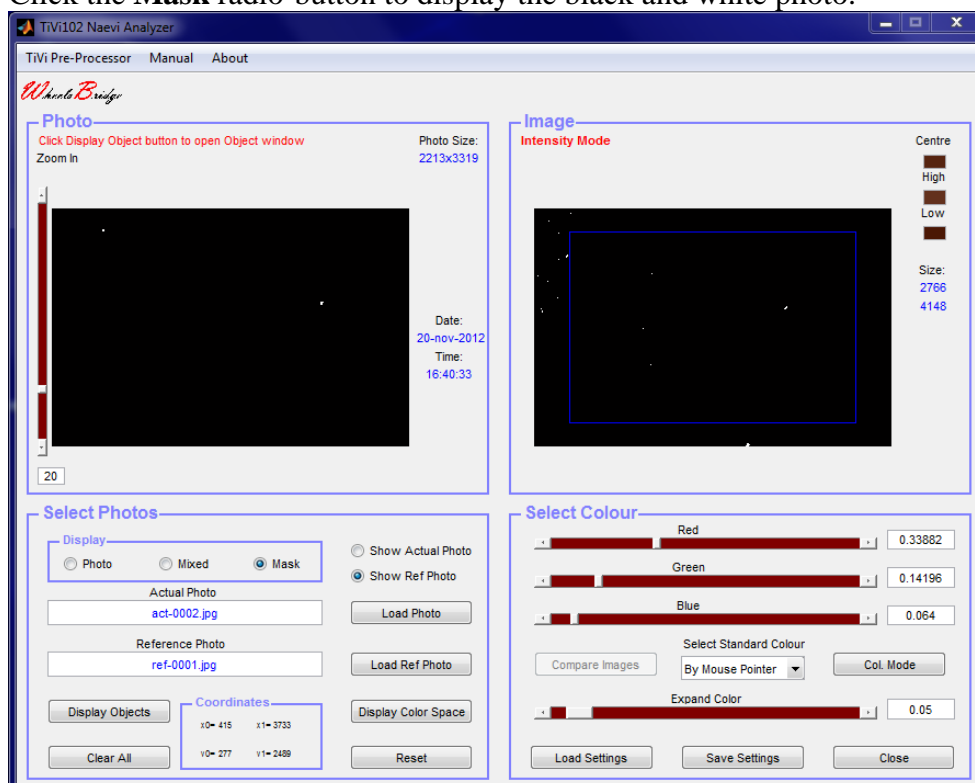 Click the Mask radio-button to display the black and white photo.
TiVi102 Naevi Analyzer
TiVi Pre-Processor Manual About
Wheels Bridge
Photo
Click Display Object button to open Object window
Zoom In
Photo Size:
2213x3319
Date:
20-nov-2012
Time:
16:40:33
20
Image
Intensity Mode
Centre
High
Low
Size:
2766
4148
Select Photos
Display
Photo Mixed Mask
Show Actual Photo
Show Ref Photo
Actual Photo
act-0002.jpg
Load Photo
Reference Photo
ref-0001.jpg
Load Ref Photo
Display Objects
Coordinates
x0= 415 x1= 3733
y0= 277 y1= 2489
Display Color Space
Clear All
Reset
Select Colour
Red
0.33882
Green
0.14196
Blue
0.064
Select Standard Colour
Compare Images
By Mouse Pointer
Col. Mode
Expand Color
0.05
Load Settings Save Settings Close